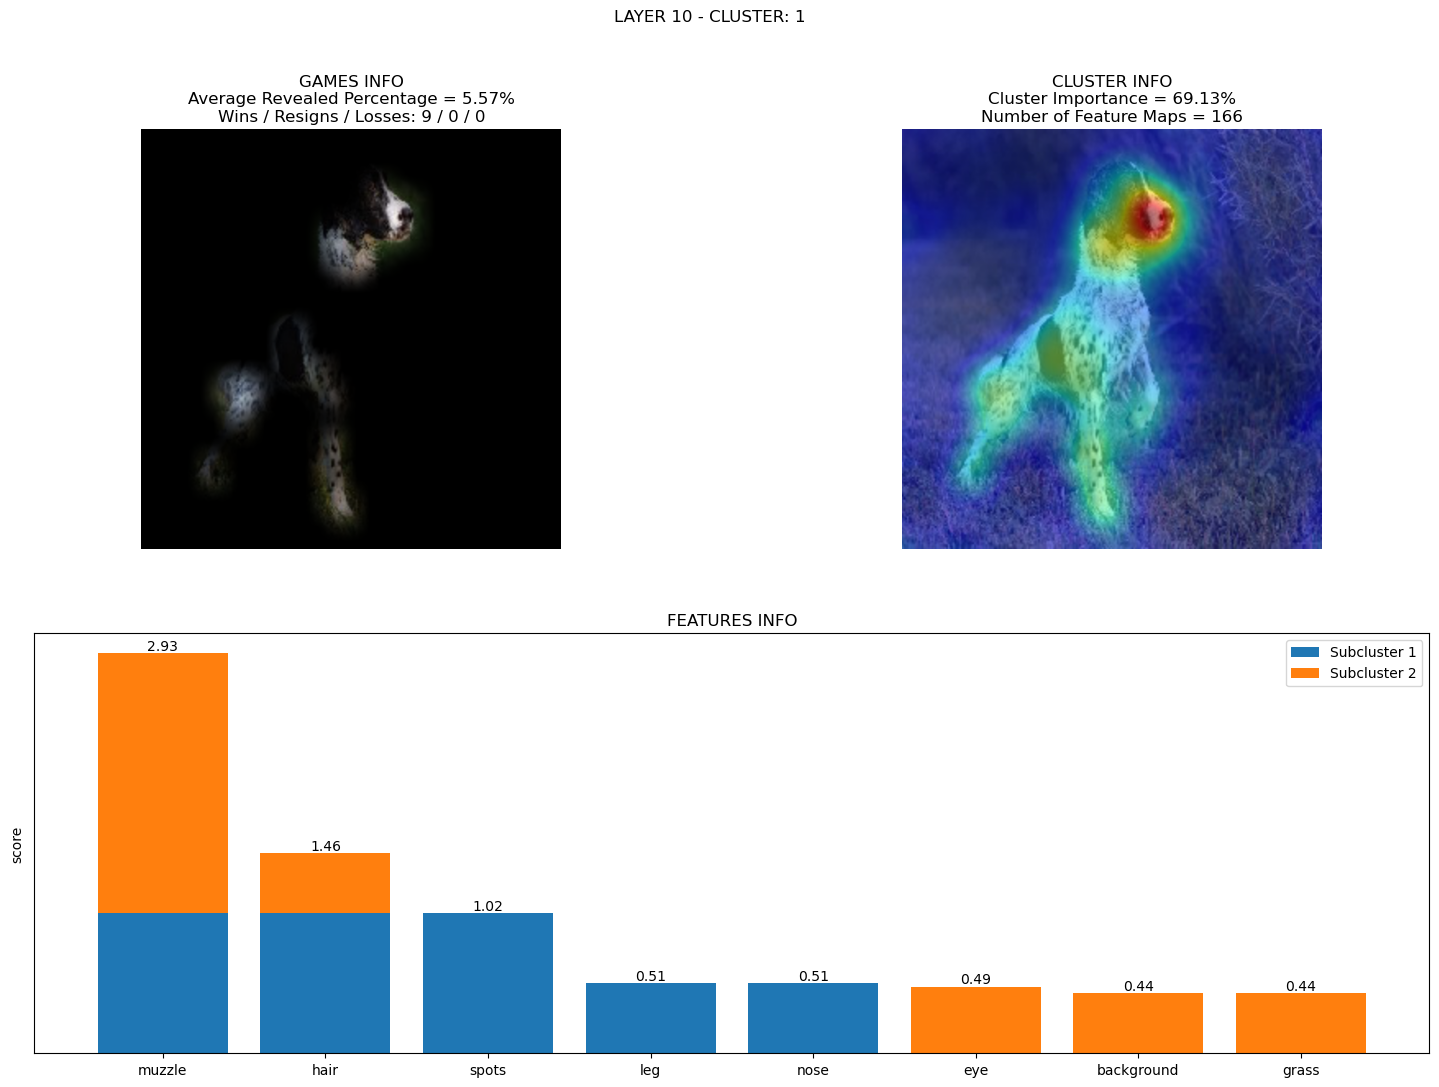 LAYER 10 - CLUSTER: 1
GAMES INFO
Average Revealed Percentage = 5.57%
Wins / Resigns / Losses: 9 / 0 / 0
CLUSTER INFO
Cluster Importance = 69.13%
Number of Feature Maps = 166
FEATURES INFO
Subcluster 1
Subcluster 2
score
2.93
1.46
1.02
0.51
0.51
0.49
0.44
0.44
muzzle
hair
spots
leg
nose
eye
background
grass